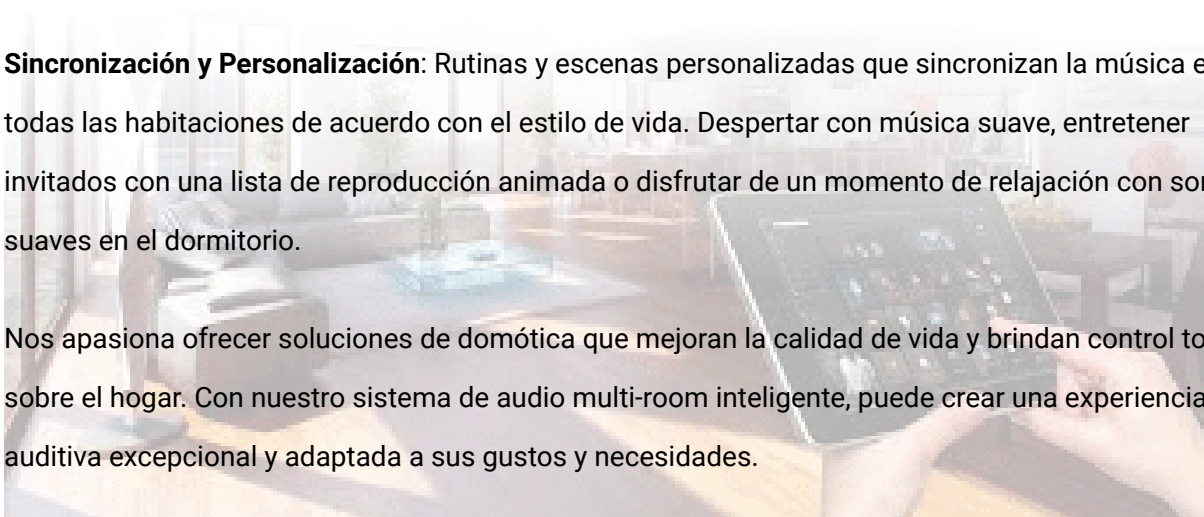 Sincronización y Personalización: Rutinas y escenas personalizadas que sincronizan la música e
todas las habitaciones de acuerdo con el estilo de vida. Despertar con música suave, entretener
invitados con una lista de reproducción animada o disfrutar de un momento de relajación con so
suaves en el dormitorio.
Nos apasiona ofrecer soluciones de domótica que mejoran la calidad de vida y brindan control to
sobre el hogar. Con nuestro sistema de audio multi-room inteligente, puede crear una experiencia
auditiva excepcional y adaptada a sus gustos y necesidades.